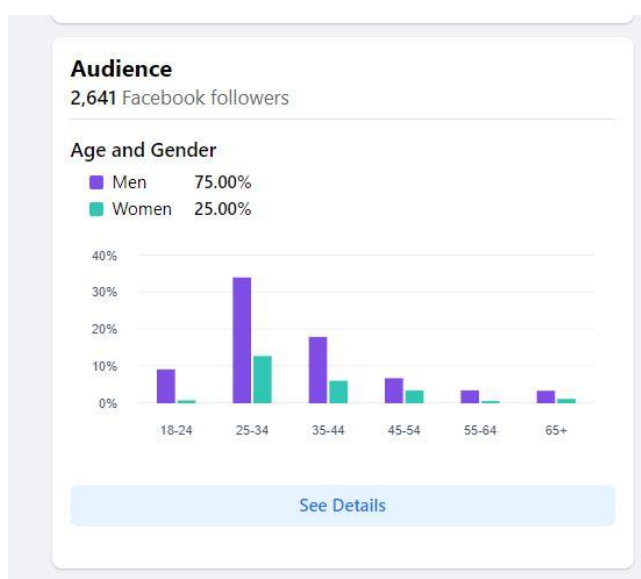 Audience
2,641 Facebook followers
Age and Gender
Men 75.00%
Women 25.00%
40%
30%
20%
10%
0%
18-24 25-34 35-44 45-54 55-64 65+
See Details